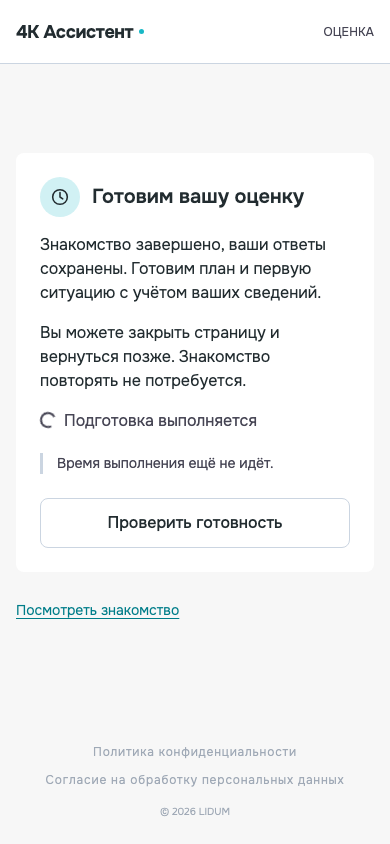 4K Ассистент
ОЦЕНКА
Готовим вашу оценку
Знакомство завершено, ваши ответы
сохранены. Готовим план и первую
ситуацию с учётом ваших сведений.
Вы можете закрыть страницу и
вернуться позже. Знакомство
повторять не потребуется.
Подготовка выполняется
Время выполнения ещё не идёт.
Проверить готовность
Посмотреть знакомство
Политика конфиденциальности
Согласие на обработку персональных данных
© 2026 LIDUM